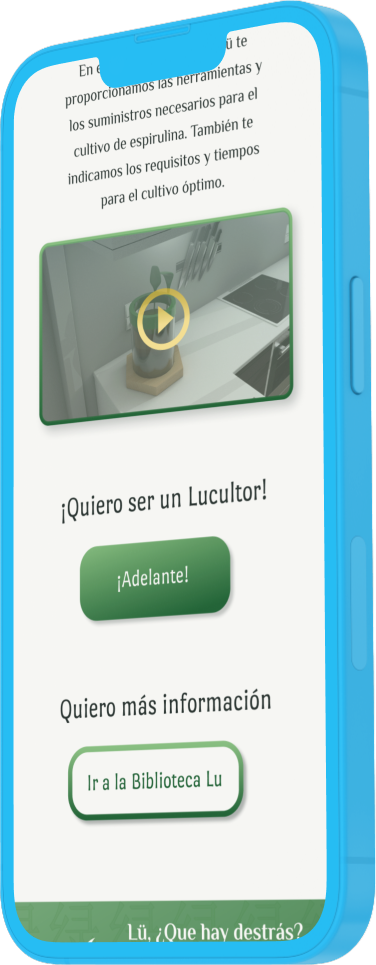 En e ü te
proporcionamos las herramientas y
los suministros necesarios para el
cultivo de espirulina. También te
indicamos los requisitos y tiempos
para el cultivo óptimo.
¡Quiero ser un Lucultor!
¡Adelante!
Quiero más información
Ir a la Biblioteca Lu
Lü, ¿Que hay destrás?